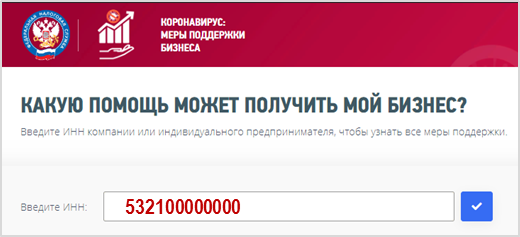 ФЕДЕРАЛЬНАЯ НАЛОГОВАЯ СЛУЖБА
КОРОНАВИРУС:
МЕРЫ ПОДДЕРЖКИ
БИЗНЕСА
КАКУЮ ПОМОЩЬ МОЖЕТ ПОЛУЧИТЬ МОЙ БИЗНЕС?
Введите ИНН компании или индивидуального предпринимателя, чтобы узнать все меры поддержки.
Введите ИНН:
532100000000